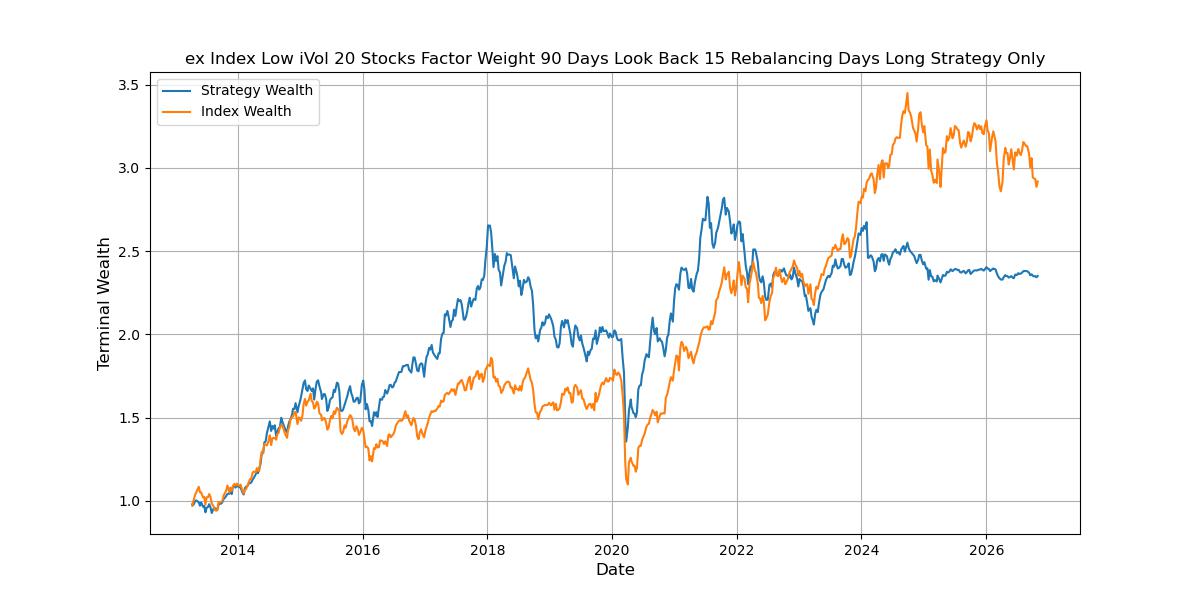 ex Index Low iVol 20 Stocks Factor Weight 90 Days Look Back 15 Rebalancing Days Long Strategy Only
Strategy Wealth
Index Wealth
3.5
3.0
2.5
2.0
1.5
1.0
Terminal Wealth
2014
2016
2018
2020
2022
2024
2026
Date